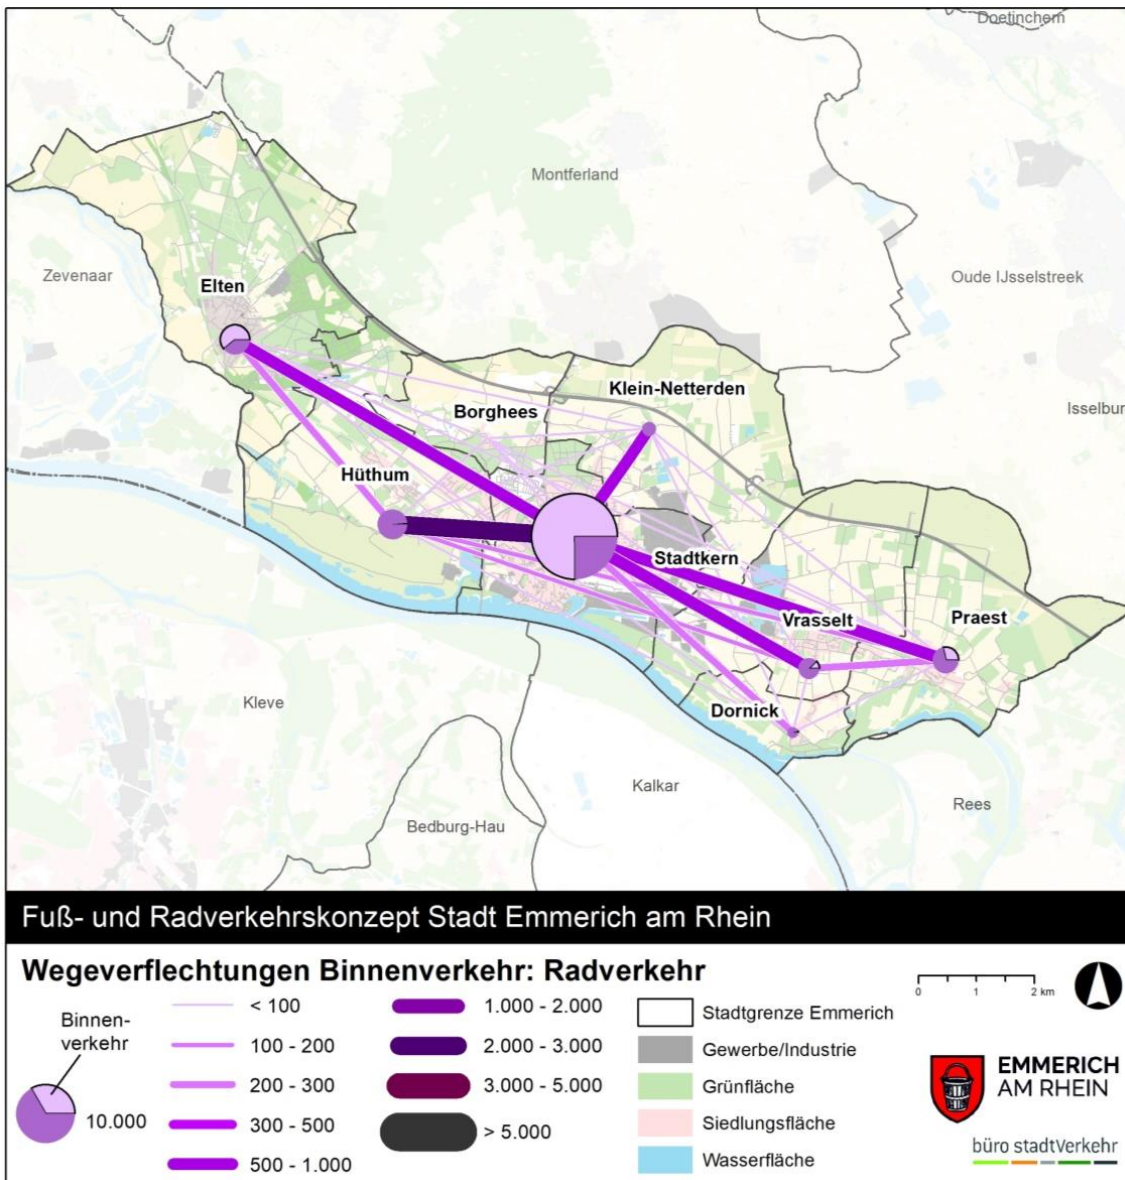 Doetinchem
Montferland
Zevenaar
Oude IJsselstreek
Elten
Klein-Netterden
Isselbur
Borghees
Hüthum
Stadtkern
Vrasselt
Praest
Dornick
Kleve
Kalkar
Rees
Bedburg-Hau
Fuß- und Radverkehrskonzept Stadt Emmerich am Rhein
Wegeverflechtungen Binnenverkehr: Radverkehr
Binnen-
verkehr
10.000
< 100
100 - 200
200 - 300
300 - 500
500 - 1.000
1.000 - 2.000
2.000 - 3.000
3.000 - 5.000
> 5.000
Stadtgrenze Emmerich
Gewerbe/Industrie
Grünfläche
Siedlungsfläche
Wasserfläche
0 1 2 km
EMMERICH
AM RHEIN
büro stadtVerkehr